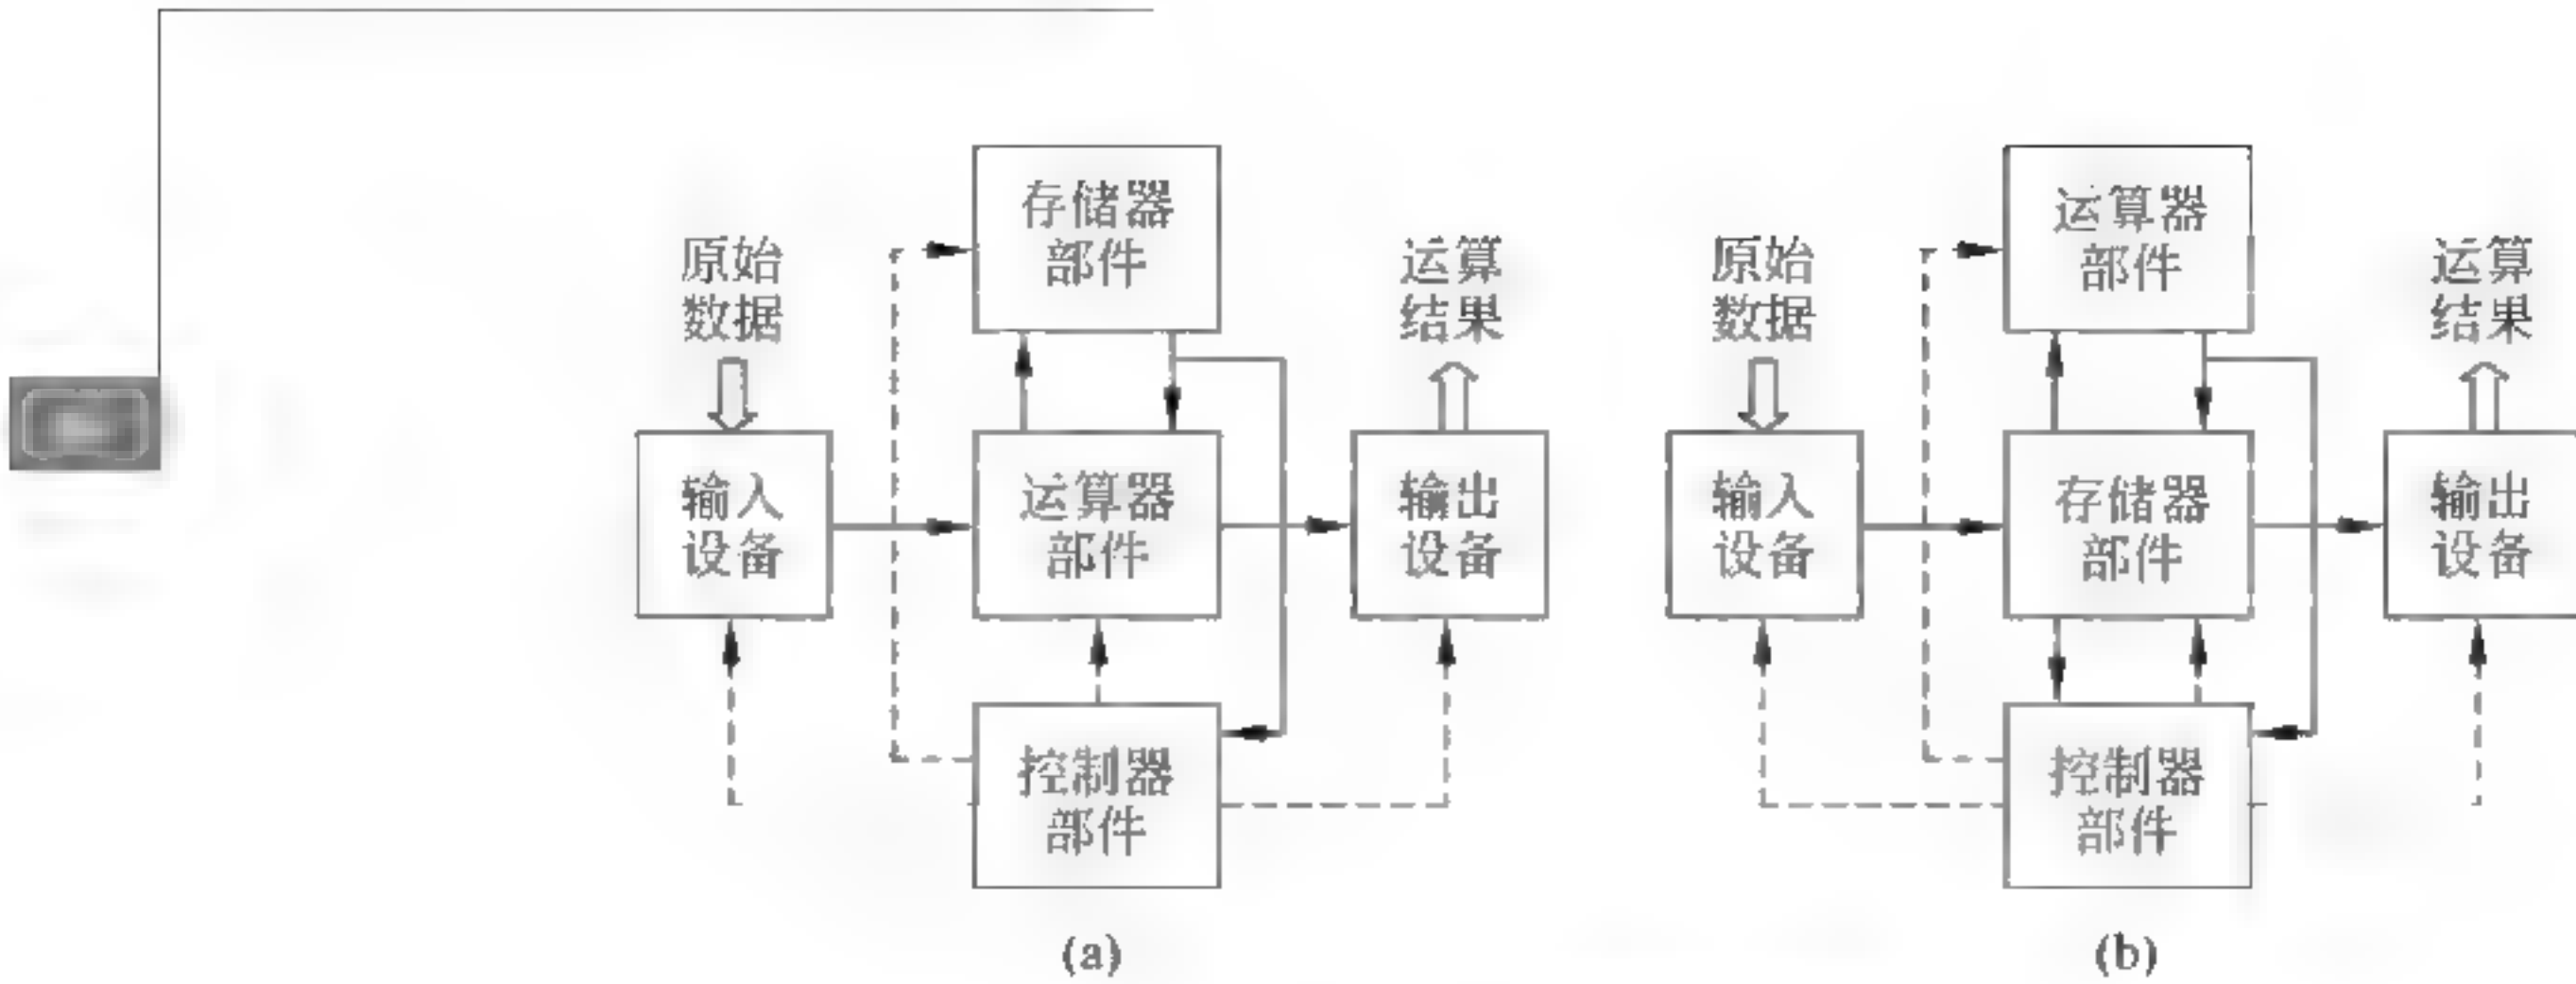 存储器
部件
原始
数据
运算
结果
输入
设备
运算器
部件
输出
设备
控制器
部件
(a)
运算器
部件
原始
数据
运算
结果
输入
设备
存储器
部件
输出
设备
控制器
部件
(b)